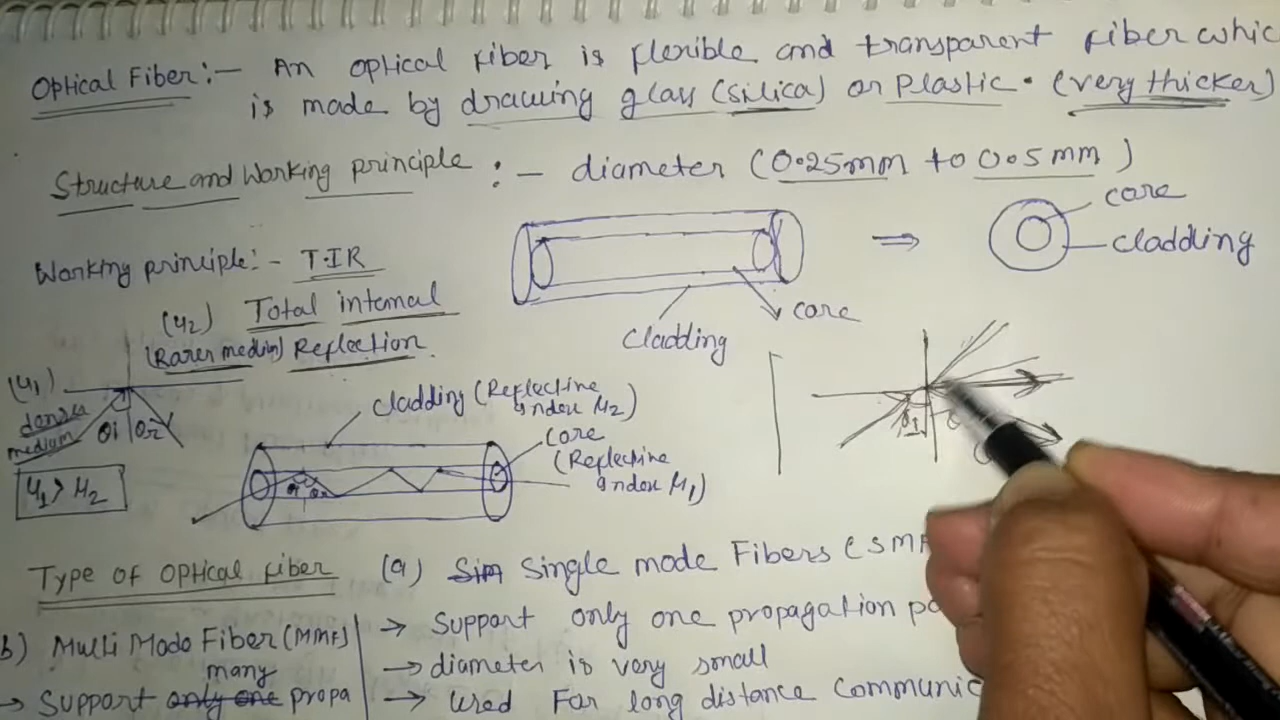 Optical Fiber:- An optical fiber is flexible and transparent fiber whic
is made by drawing glass (silica) or Plastic. (very thicker)
Structure and Working principle :- diameter (0.25mm to 0.5mm)
core
cladding
Working principle:- T.I.R
(μ2) Total internal
(Rarer medium) Reflection.
core
cladding
(μ1)
denser
medium
θi θr
μ1 > μ2
cladding (Reflective
index μ2)
core
(Reflective
index μ1)
θi θr
Type of optical fiber (a) Sim Single mode Fibers (SM
b) Multi Mode Fiber (MMF) → Support only one propagation pa
many → diameter is very small
→ Support only one propa → Used For long distance communic